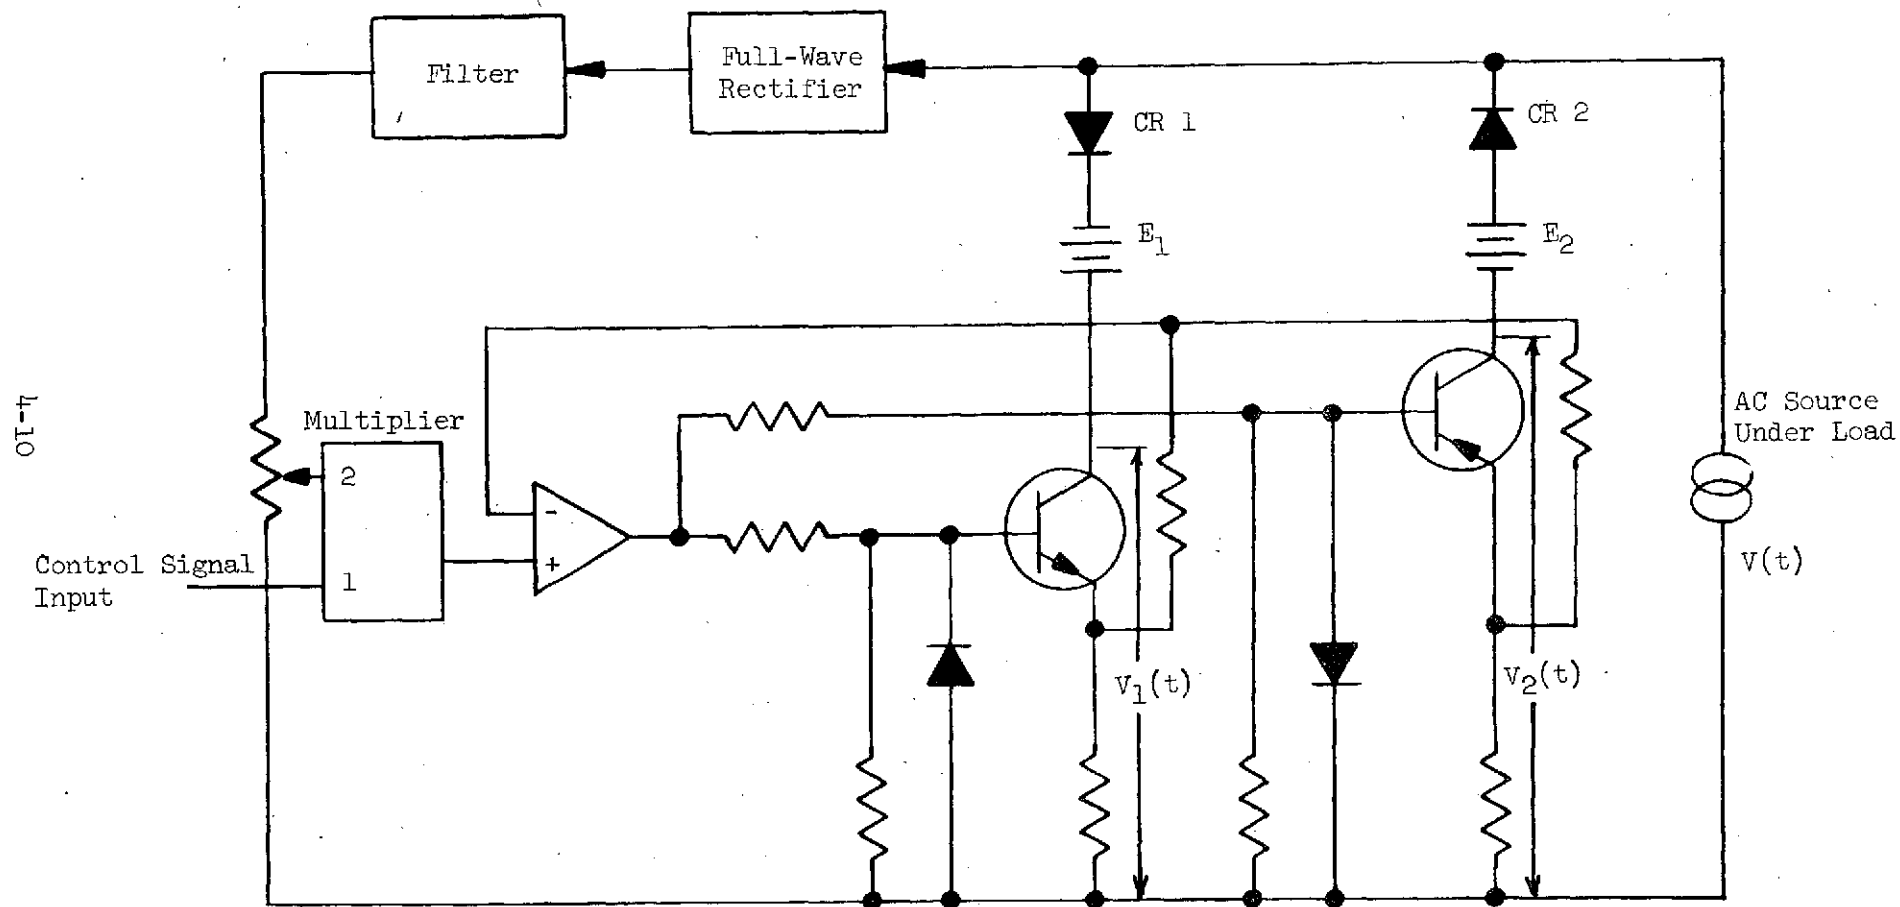 Filter
Full-Wave
Rectifier
CR 1
CR 2
E1
E2
4-10
Multiplier
2
1
-
+
Control Signal
Input
AC Source
Under Load
V(t)
V1(t)
V2(t)